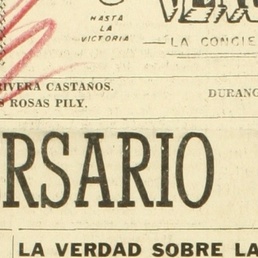 HASTA
LA
VICTORIA
LA CONCIE
RIVERA CASTAÑOS.
S ROSAS PILY.
DURANG
RSARIO
LA VERDAD SOBRE LA